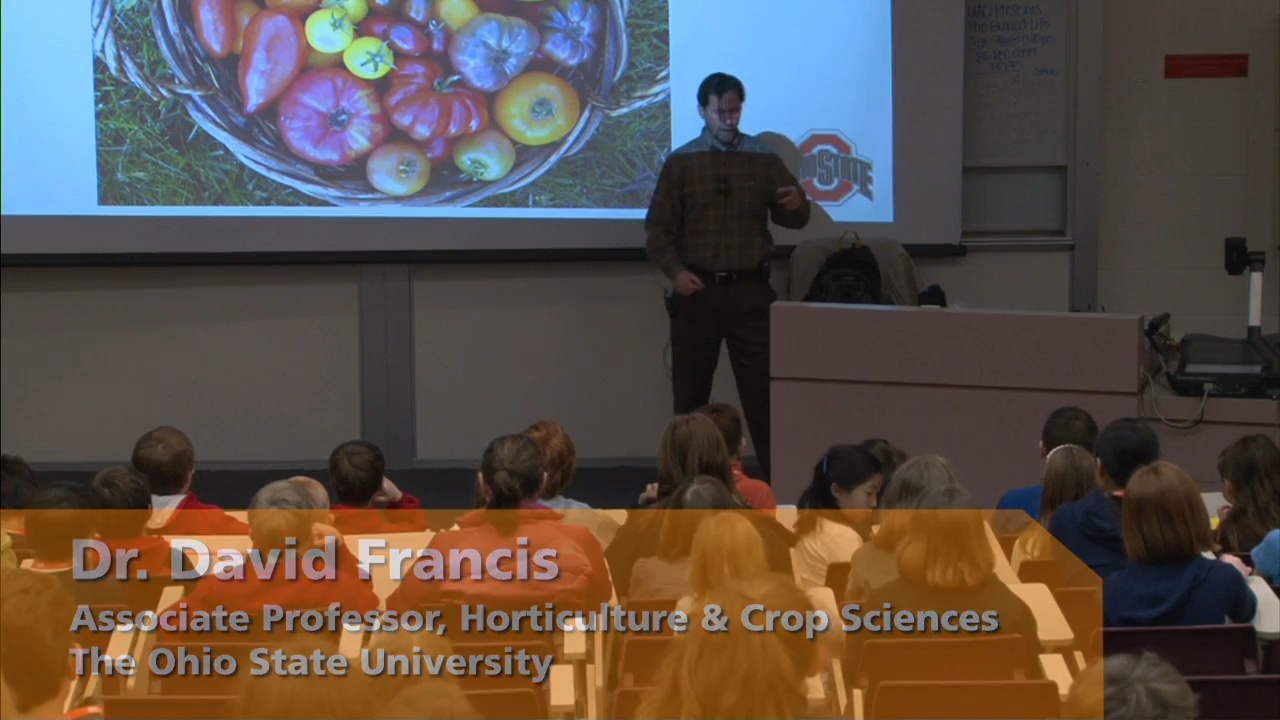 OHIO STATE
Dr. David Francis
Associate Professor, Horticulture & Crop Sciences
The Ohio State University